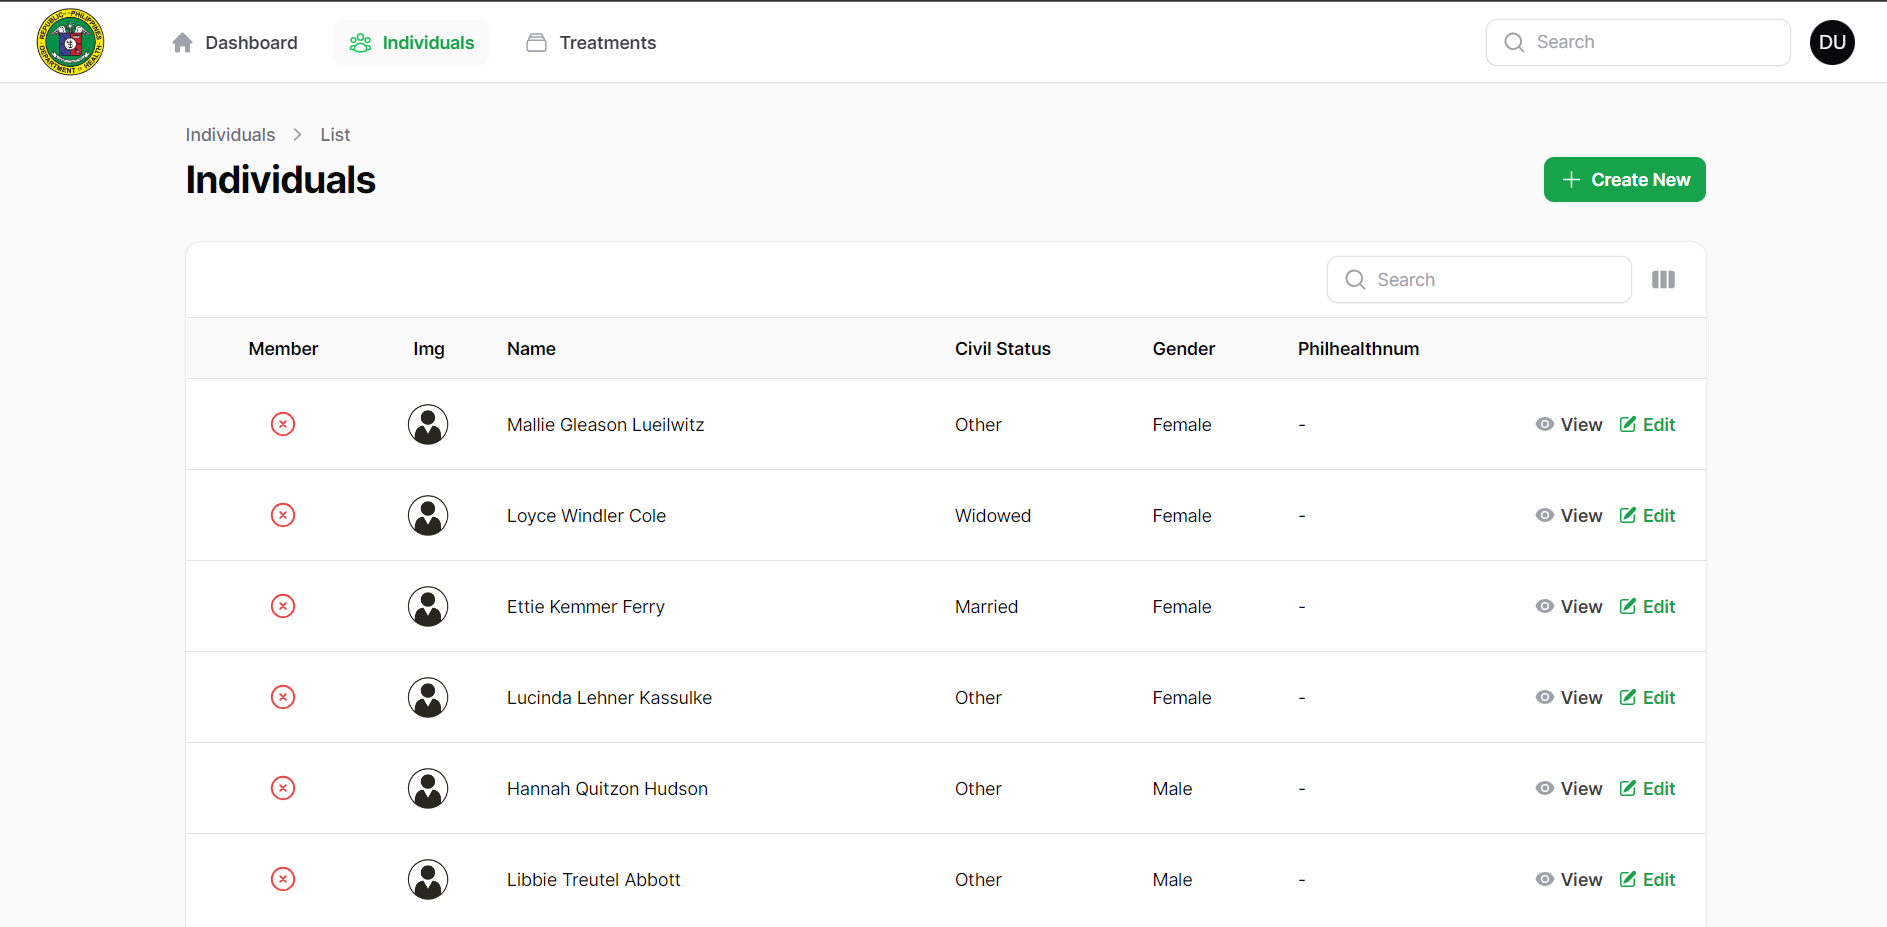 REPUBLIC OF THE PHILIPPINES
DEPARTMENT OF HEALTH
Dashboard Individuals Treatments Search DU
Individuals List
Individuals
Create New
Search
Member Img Name Civil Status Gender Philhealthnum
Mallie Gleason Lueilwitz Other Female - View Edit
Loyce Windler Cole Widowed Female - View Edit
Ettie Kemmer Ferry Married Female - View Edit
Lucinda Lehner Kassulke Other Female - View Edit
Hannah Quitzon Hudson Other Male - View Edit
Libbie Treutel Abbott Other Male - View Edit